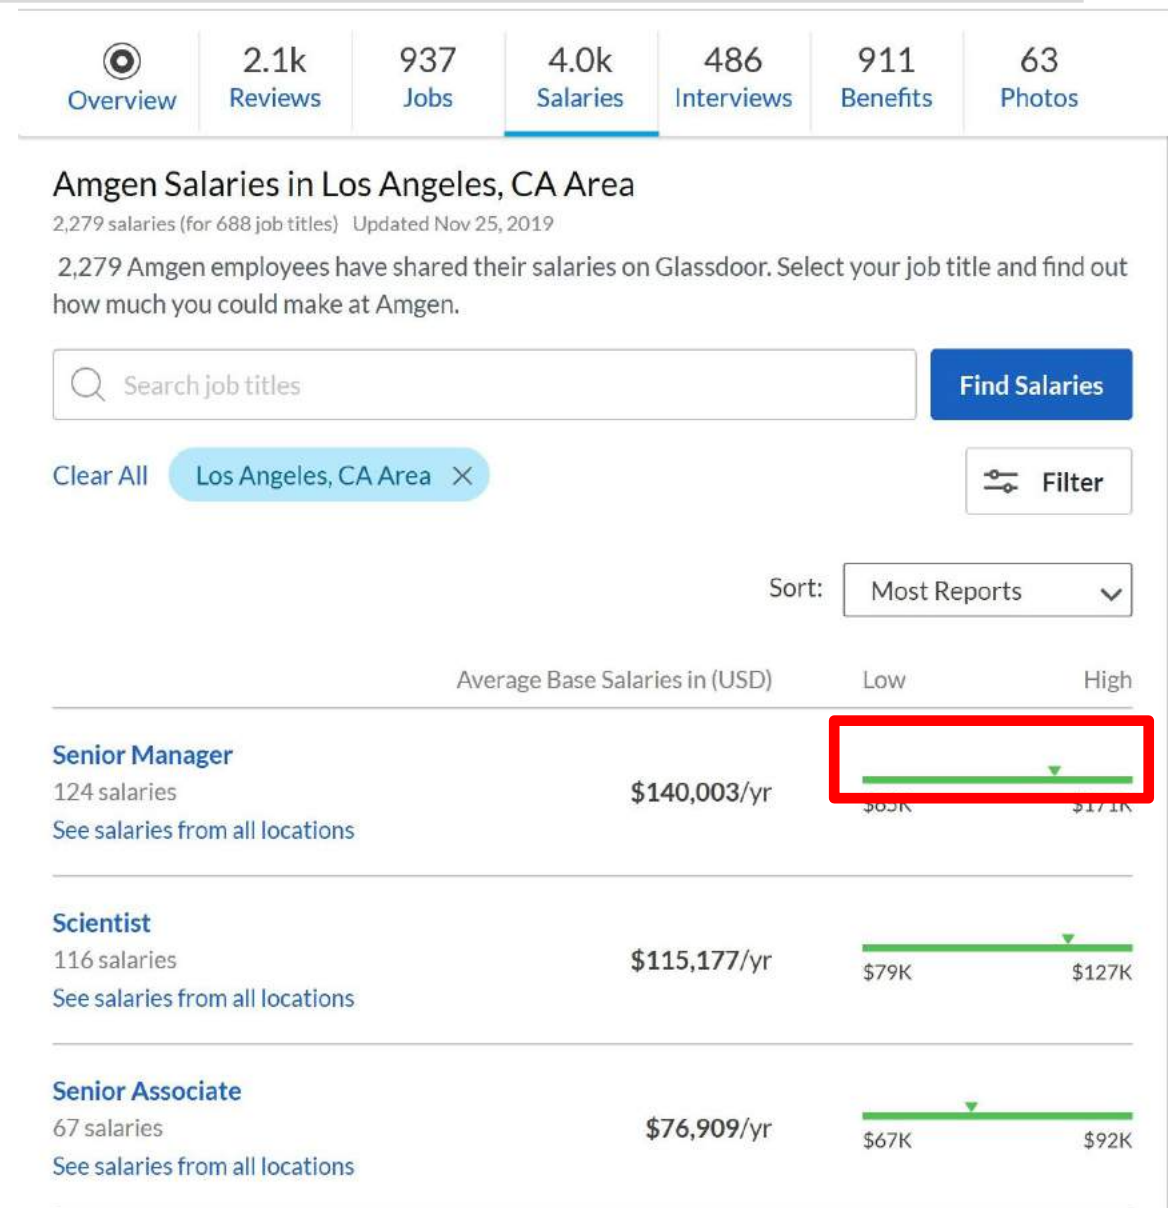 Overview
2.1k
Reviews
937
Jobs
4.0k
Salaries
486
Interviews
911
Benefits
63
Photos
Amgen Salaries in Los Angeles, CA Area
2,279 salaries (for 688 job titles) Updated Nov 25, 2019
2,279 Amgen employees have shared their salaries on Glassdoor. Select your job title and find out
how much you could make at Amgen.
Search job titles
Find Salaries
Clear All
Los Angeles, CA Area
Filter
Sort:
Most Reports
Average Base Salaries in (USD)
Low
High
Senior Manager
124 salaries
See salaries from all locations
$140,003/yr
$171K
Scientist
116 salaries
See salaries from all locations
$115,177/yr
$79K
$127K
Senior Associate
67 salaries
See salaries from all locations
$76,909/yr
$67K
$92K